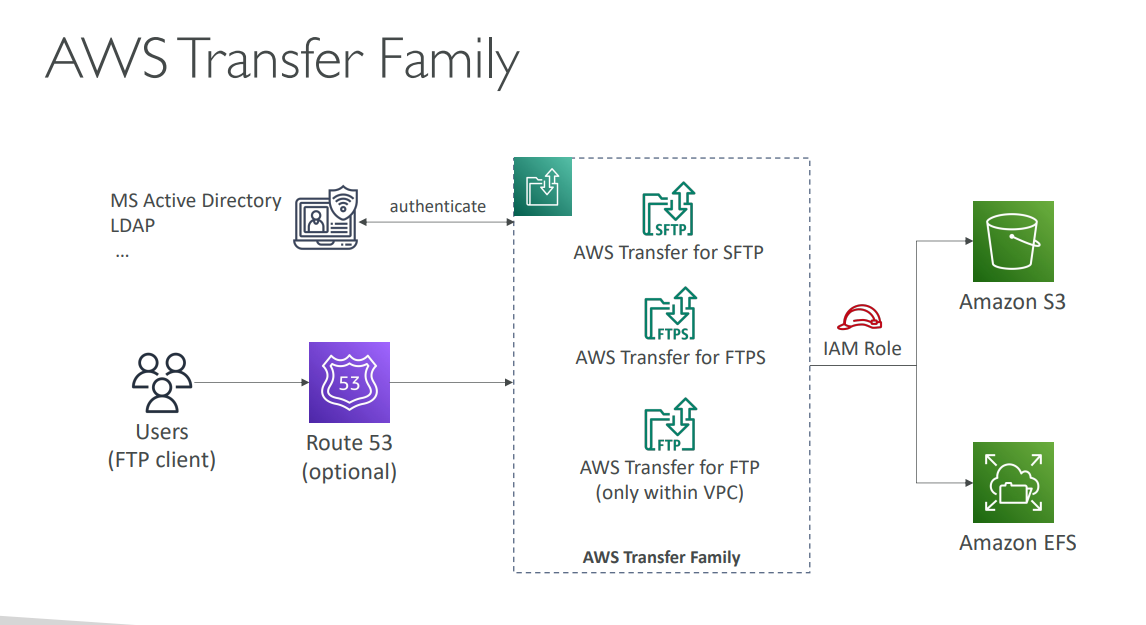 AWS Transfer Family
MS Active Directory
LDAP
...
authenticate
Users
(FTP client)
53
Route 53
(optional)
SFTP
AWS Transfer for SFTP
FTPS
AWS Transfer for FTPS
FTP
AWS Transfer for FTP
(only within VPC)
AWS Transfer Family
IAM Role
Amazon S3
Amazon EFS